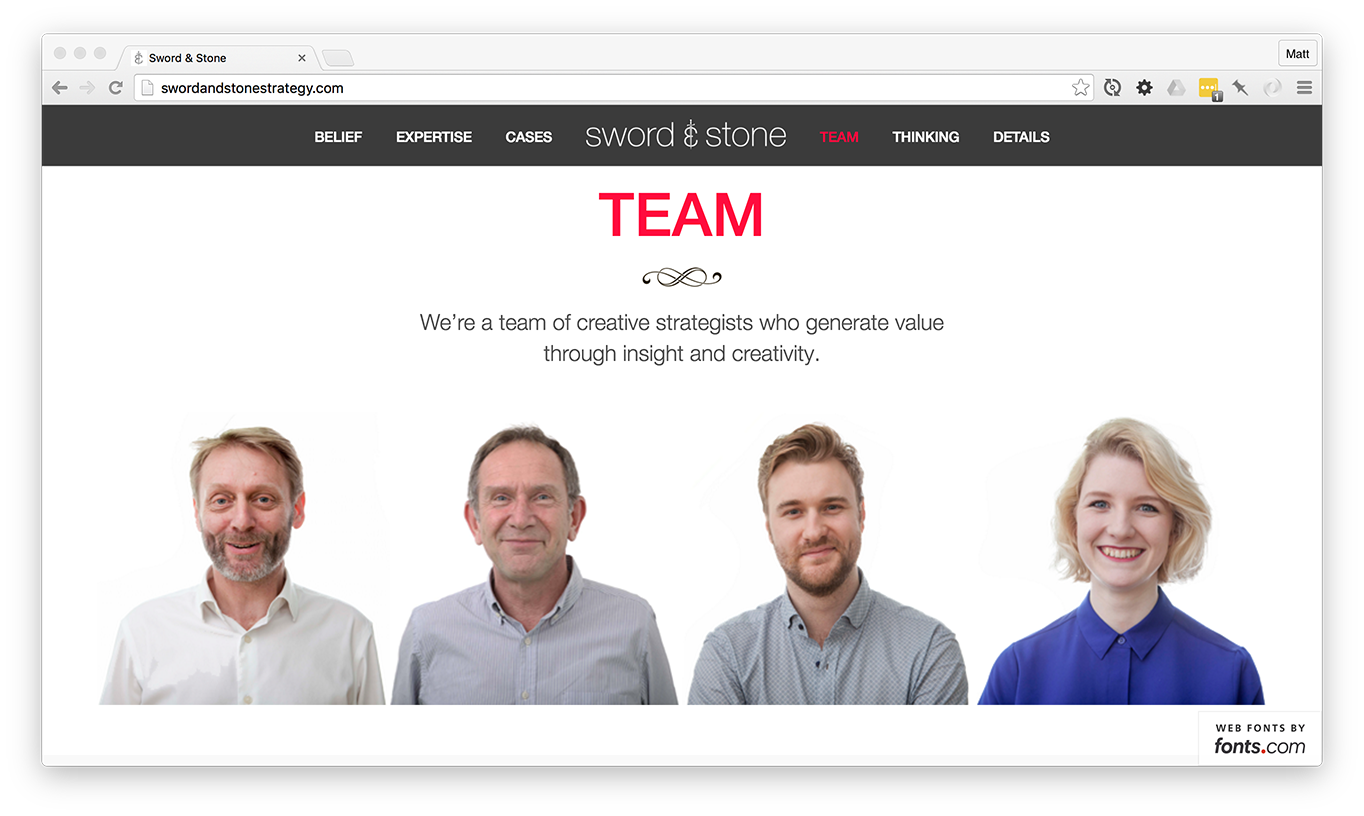 Sword & Stone
Matt
swordandstonestrategy.com
1
BELIEF EXPERTISE CASES sword & stone TEAM THINKING DETAILS
TEAM
We’re a team of creative strategists who generate value
through insight and creativity.
WEB FONTS BY
fonts.com